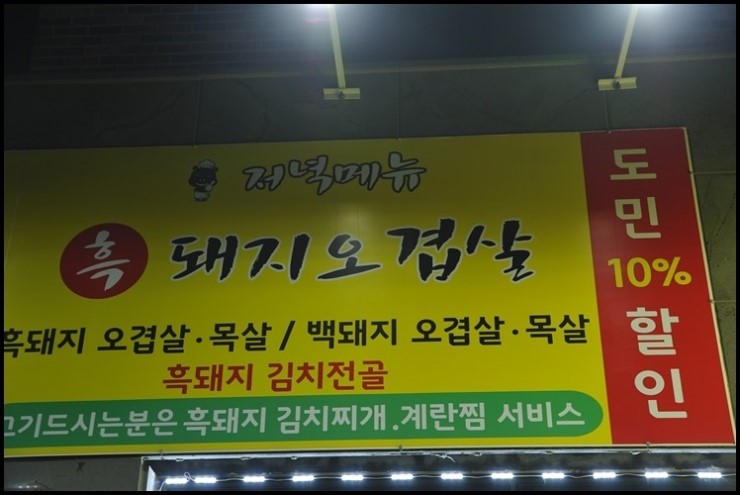 저녁메뉴
흑돼지오겹살
흑돼지 오겹살·목살 / 백돼지 오겹살·목살
흑돼지 김치전골
고기드시는분은 흑돼지 김치찌개.계란찜 서비스
도민
10%
할인